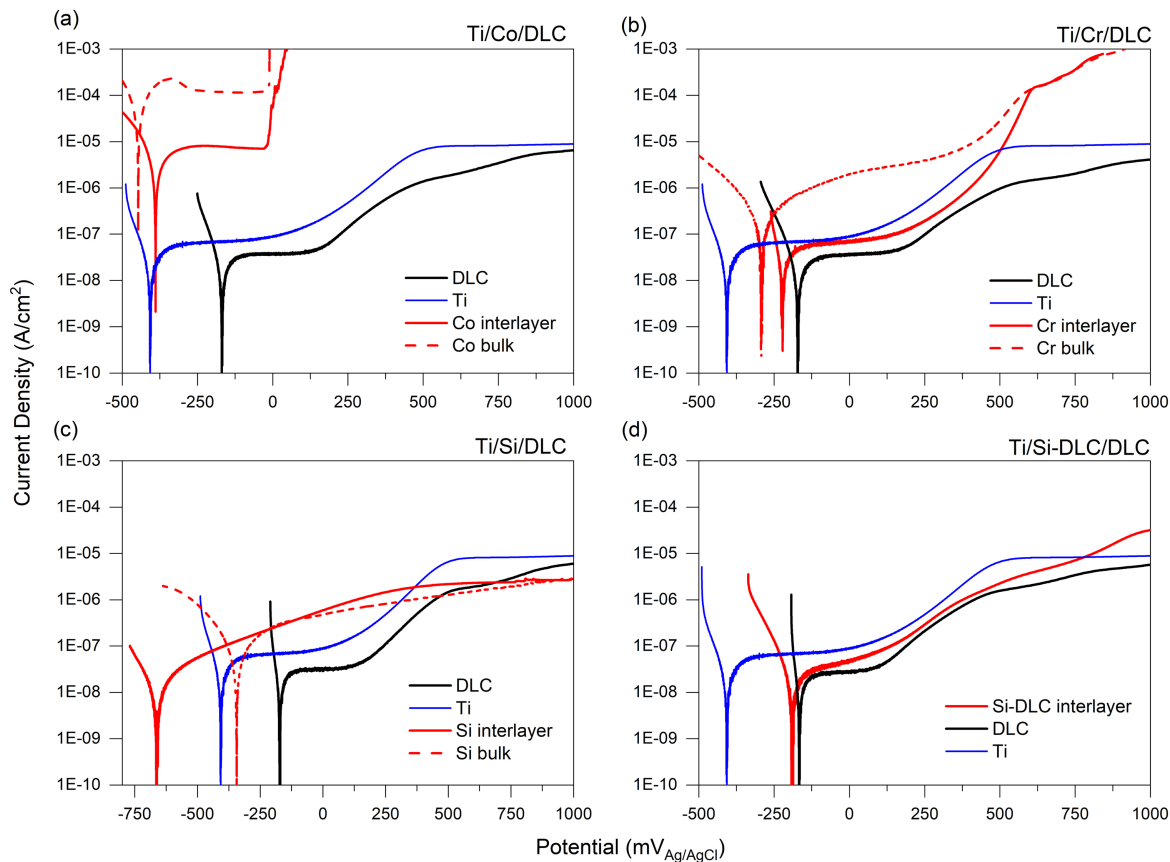 (a)
Ti/Co/DLC
1E-03
1E-04
1E-05
1E-06
1E-07
1E-08
1E-09
1E-10
-500
-250
0
250
500
750
1000
DLC
Ti
Co interlayer
Co bulk
(b)
Ti/Cr/DLC
1E-03
1E-04
1E-05
1E-06
1E-07
1E-08
1E-09
1E-10
-500
-250
0
250
500
750
1000
DLC
Ti
Cr interlayer
Cr bulk
(c)
Ti/Si/DLC
1E-03
1E-04
1E-05
1E-06
1E-07
1E-08
1E-09
1E-10
-750
-500
-250
0
250
500
750
1000
DLC
Ti
Si interlayer
Si bulk
(d)
Ti/Si-DLC/DLC
1E-03
1E-04
1E-05
1E-06
1E-07
1E-08
1E-09
1E-10
-500
-250
0
250
500
750
1000
Si-DLC interlayer
DLC
Ti
Current Density (A/cm²)
Potential (mV_Ag/AgCl)